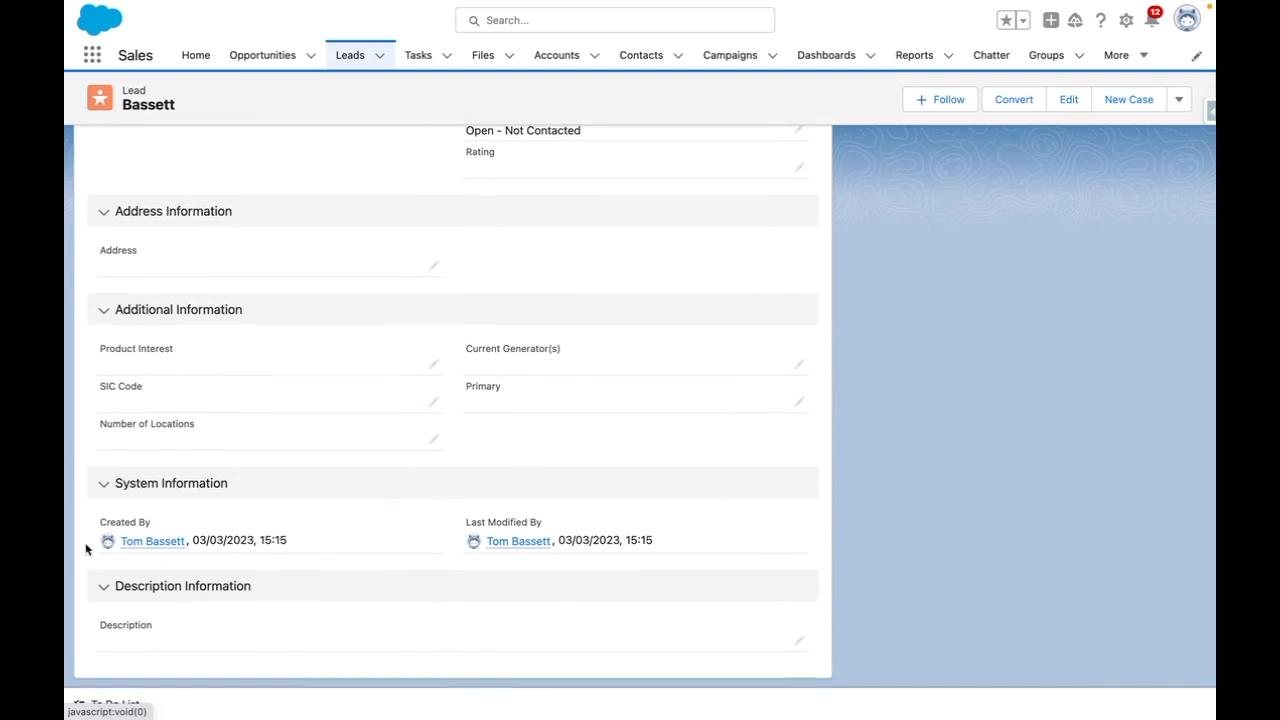 Search...
12
Sales Home Opportunities Leads Tasks Files Accounts Contacts Campaigns Dashboards Reports Chatter Groups More
Lead
Bassett
Follow Convert Edit New Case
Open - Not Contacted
Rating
Address Information
Address
Additional Information
Product Interest Current Generator(s)
SIC Code Primary
Number of Locations
System Information
Created By Last Modified By
Tom Bassett, 03/03/2023, 15:15 Tom Bassett, 03/03/2023, 15:15
Description Information
Description
To Do List
javascript:void(0)